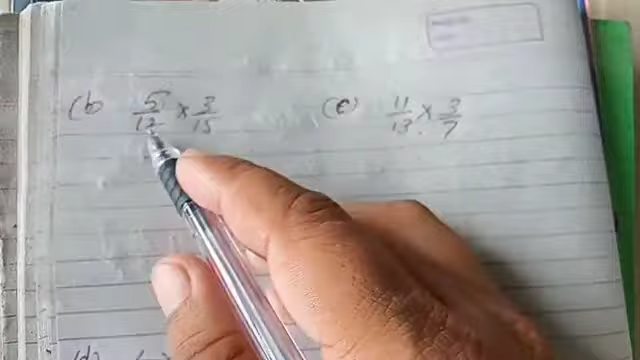 (b) 5/12 × 3/15
(c) 11/13 × 3/7
(d)